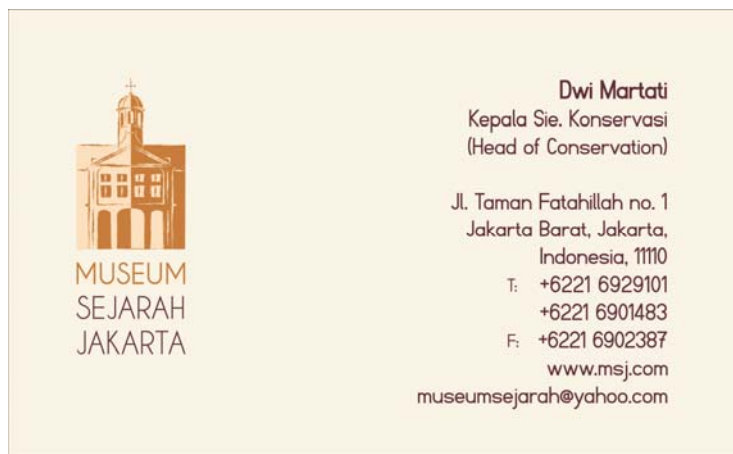 MUSEUM
SEJARAH
JAKARTA
Dwi Martati
Kepala Sie. Konservasi
(Head of Conservation)
Jl. Taman Fatahillah no. 1
Jakarta Barat, Jakarta,
Indonesia, 11110
T: +6221 6929101
+6221 6901483
F: +6221 6902387
www.msj.com
museumsejarah@yahoo.com